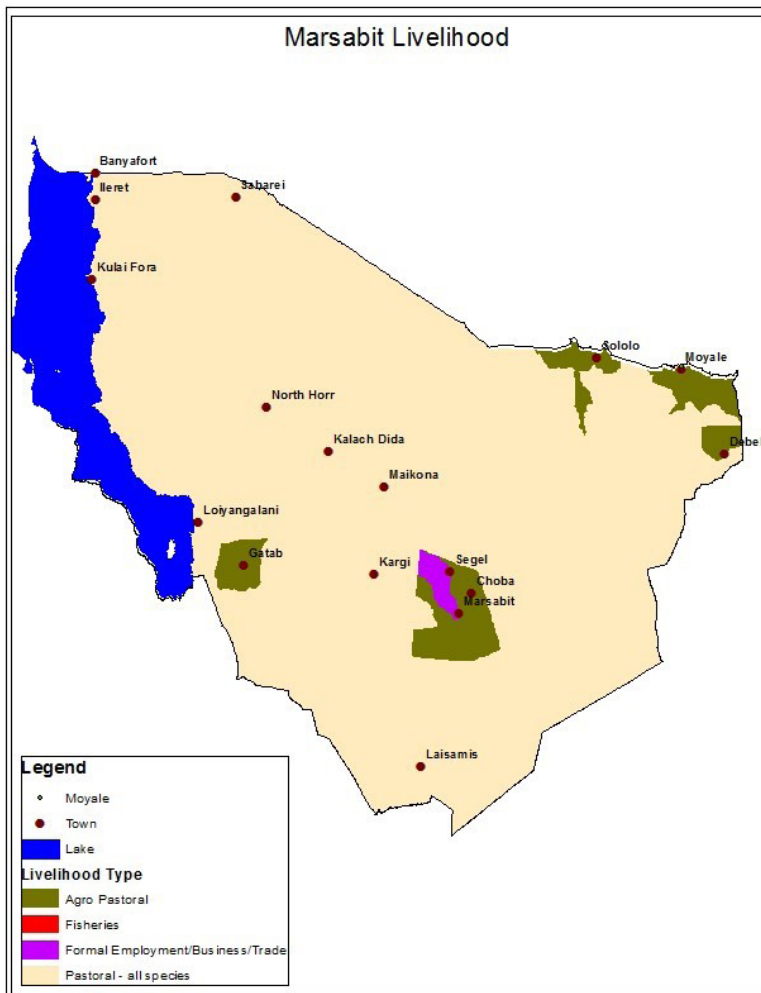 Marsabit Livelihood
Banyafort
Ileret
Sabarei
Kulai Fora
Sololo
Moyale
North Horr
Kalach Dida
Debel
Maikona
Loiyangalani
Gatab
Kargi
Segel
Choba
Marsabit
Laisamis
Legend
Moyale
Town
Lake
Livelihood Type
Agro Pastoral
Fisheries
Formal Employment/Business/Trade
Pastoral - all species